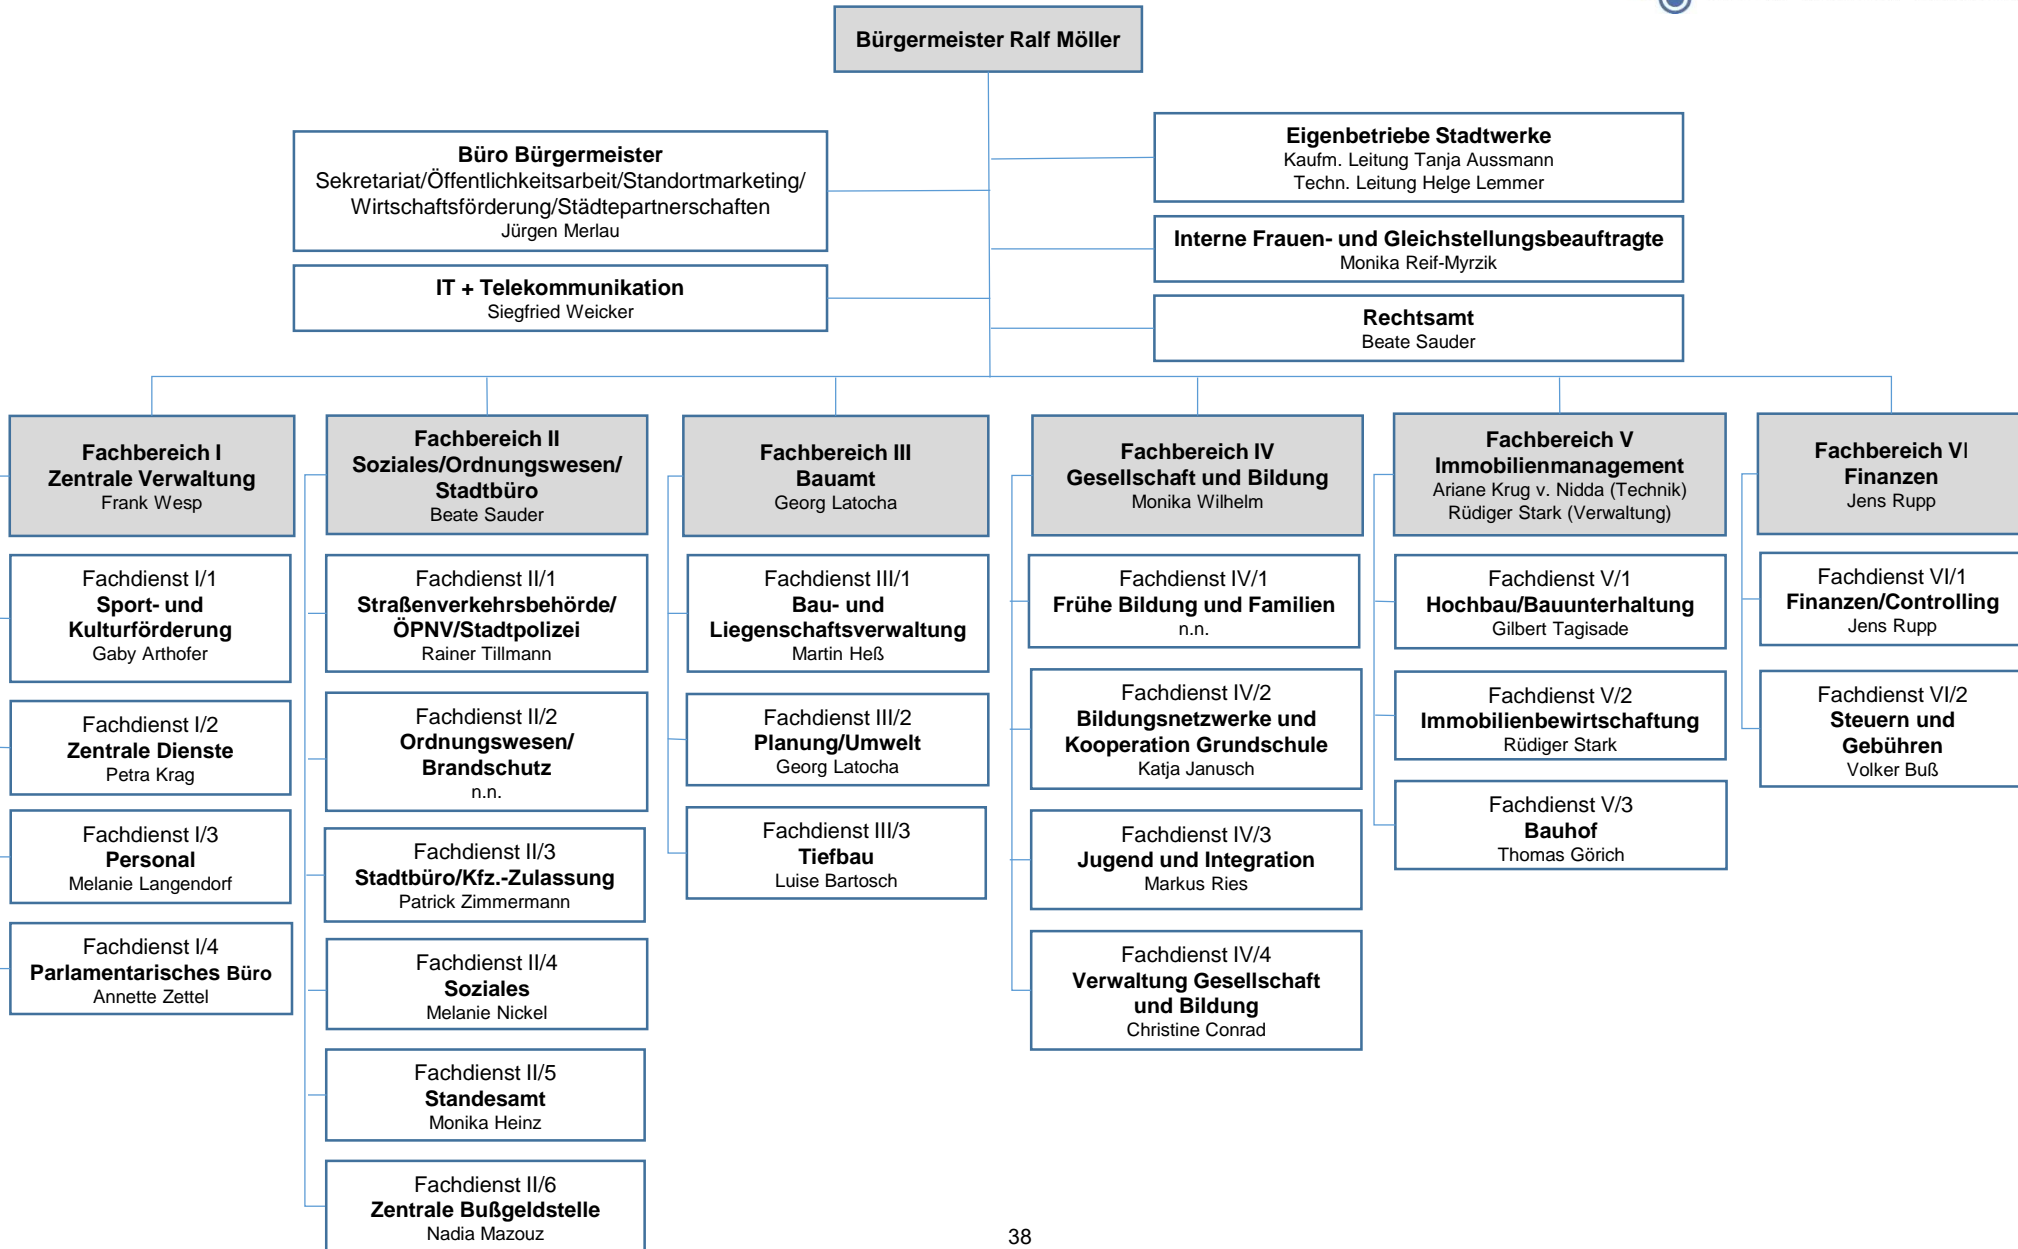 Bürgermeister Ralf Möller
Büro Bürgermeister
Sekretariat/Öffentlichkeitsarbeit/Standortmarketing/
Wirtschaftsförderung/Städtepartnerschaften
Jürgen Merlau
IT + Telekommunikation
Siegfried Weicker
Eigenbetriebe Stadtwerke
Kaufm. Leitung Tanja Aussmann
Techn. Leitung Helge Lemmer
Interne Frauen- und Gleichstellungsbeauftragte
Monika Reif-Myrzik
Rechtsamt
Beate Sauder
Fachbereich I
Zentrale Verwaltung
Frank Wesp
Fachdienst I/1
Sport- und
Kulturförderung
Gaby Arthofer
Fachdienst I/2
Zentrale Dienste
Petra Krag
Fachdienst I/3
Personal
Melanie Langendorf
Fachdienst I/4
Parlamentarisches Büro
Annette Zettel
Fachbereich II
Soziales/Ordnungswesen/
Stadtbüro
Beate Sauder
Fachdienst II/1
Straßenverkehrsbehörde/
ÖPNV/Stadtpolizei
Rainer Tillmann
Fachdienst II/2
Ordnungswesen/
Brandschutz
n.n.
Fachdienst II/3
Stadtbüro/Kfz.-Zulassung
Patrick Zimmermann
Fachdienst II/4
Soziales
Melanie Nickel
Fachdienst II/5
Standesamt
Monika Heinz
Fachdienst II/6
Zentrale Bußgeldstelle
Nadia Mazouz
Fachbereich III
Bauamt
Georg Latocha
Fachdienst III/1
Bau- und
Liegenschaftsverwaltung
Martin Heß
Fachdienst III/2
Planung/Umwelt
Georg Latocha
Fachdienst III/3
Tiefbau
Luise Bartosch
Fachbereich IV
Gesellschaft und Bildung
Monika Wilhelm
Fachdienst IV/1
Frühe Bildung und Familien
n.n.
Fachdienst IV/2
Bildungsnetzwerke und
Kooperation Grundschule
Katja Janusch
Fachdienst IV/3
Jugend und Integration
Markus Ries
Fachdienst IV/4
Verwaltung Gesellschaft
und Bildung
Christine Conrad
Fachbereich V
Immobilienmanagement
Ariane Krug v. Nidda (Technik)
Rüdiger Stark (Verwaltung)
Fachdienst V/1
Hochbau/Bauunterhaltung
Gilbert Tagisade
Fachdienst V/2
Immobilienbewirtschaftung
Rüdiger Stark
Fachdienst V/3
Bauhof
Thomas Görich
Fachbereich VI
Finanzen
Jens Rupp
Fachdienst VI/1
Finanzen/Controlling
Jens Rupp
Fachdienst VI/2
Steuern und
Gebühren
Volker Buß
38